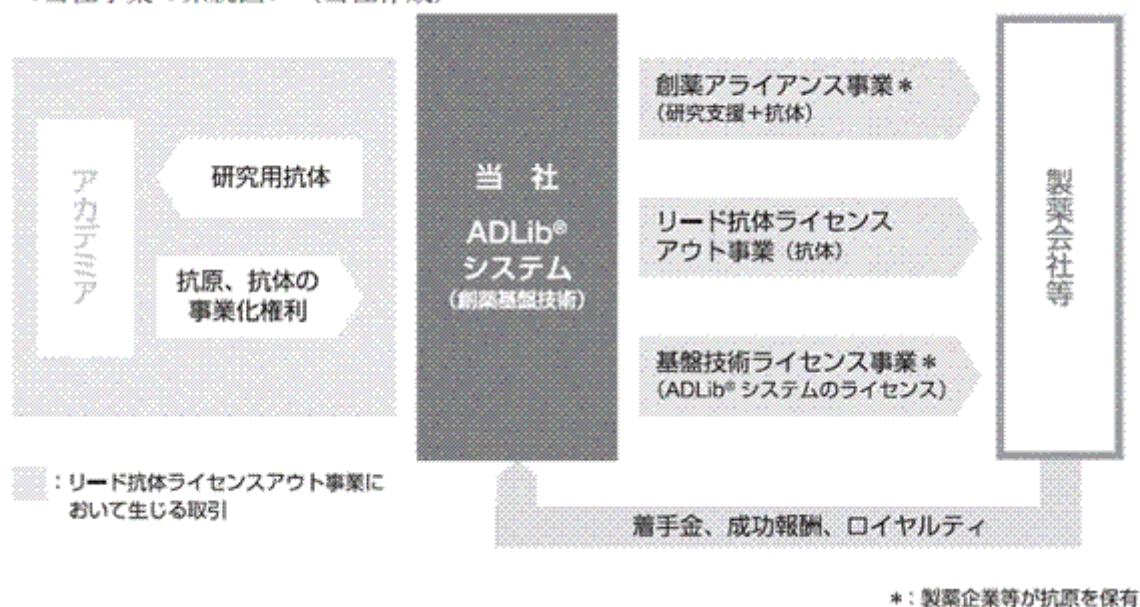 アカデミア
研究用抗体
抗原、抗体の
事業化権利
当 社
ADLib®
システム
（創薬基盤技術）
創薬アライアンス事業＊
（研究支援＋抗体）
リード抗体ライセンス
アウト事業（抗体）
基盤技術ライセンス事業＊
（ADLib® システムのライセンス）
製薬会社等
：リード抗体ライセンスアウト事業に
おいて生じる取引
着手金、成功報酬、ロイヤルティ
＊：製薬企業等が抗原を保有